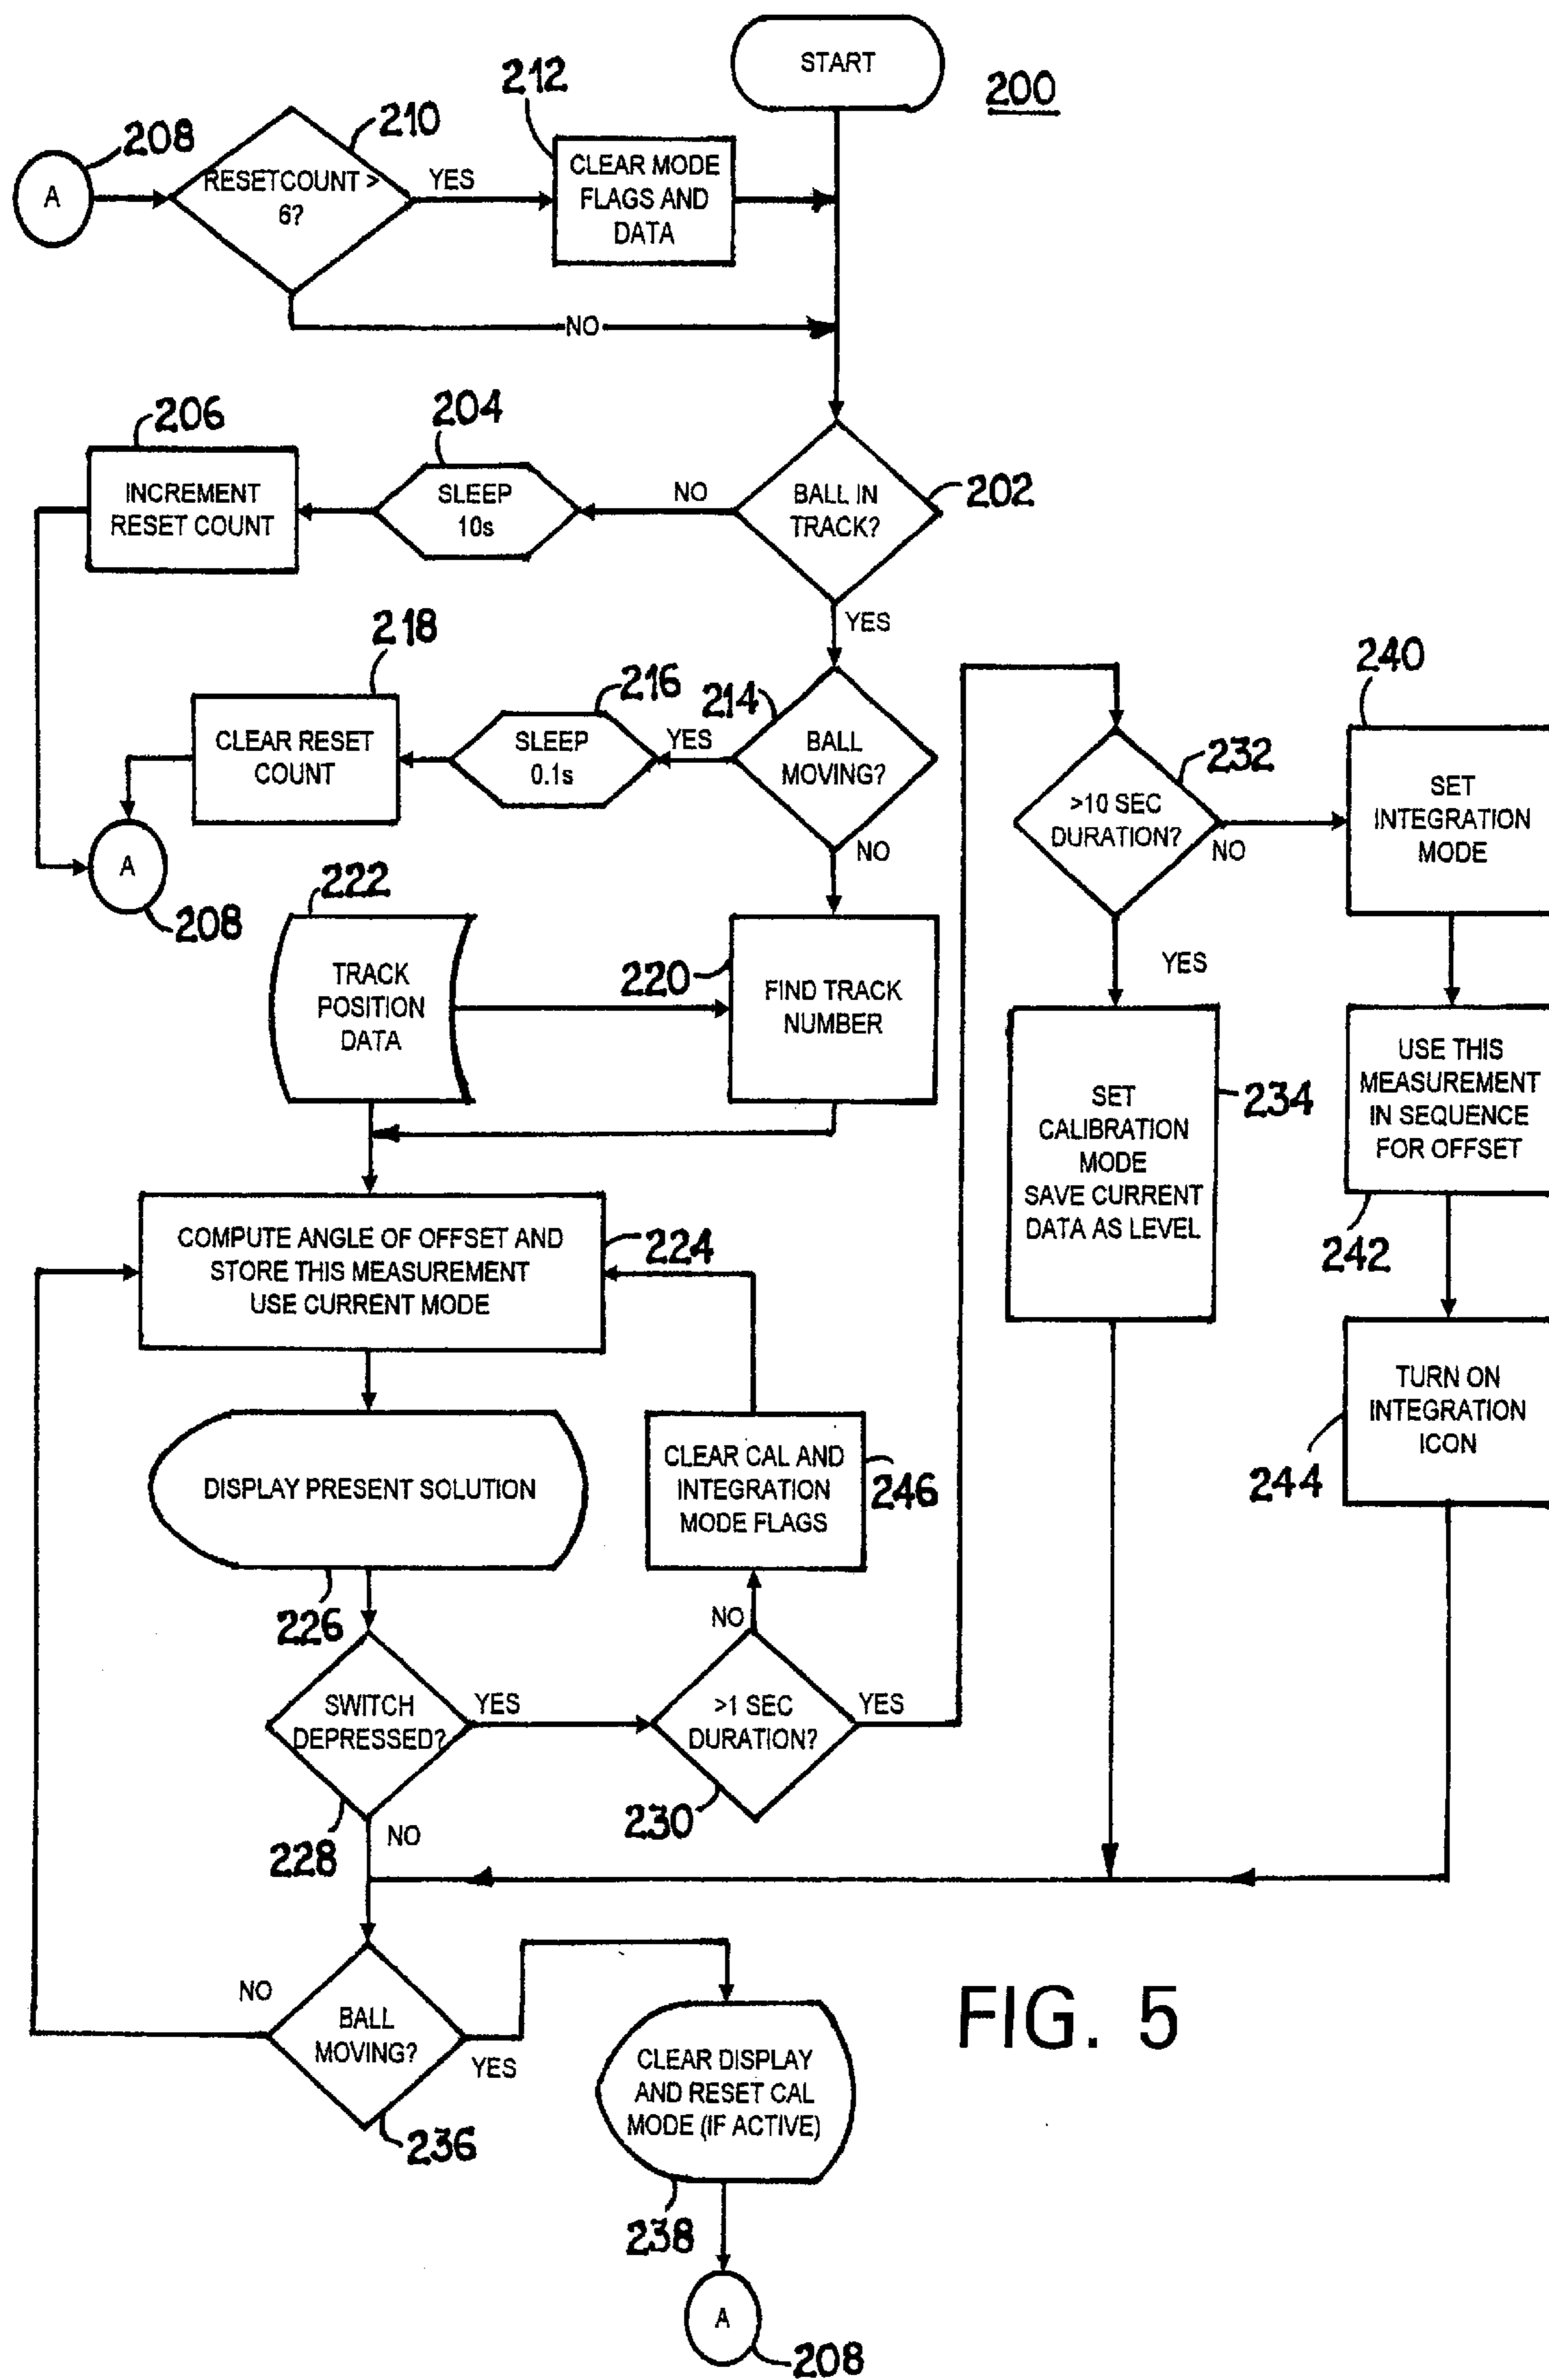 START
200
212
210
208
A
RESETCOUNT >
6?
YES
CLEAR MODE
FLAGS AND
DATA
NO
206
204
INCREMENT
RESET COUNT
SLEEP
10s
NO
BALL IN
TRACK?
202
YES
218
216
214
CLEAR RESET
COUNT
SLEEP
0.1s
YES
BALL
MOVING?
NO
A
208
240
232
>10 SEC
DURATION?
NO
YES
SET
INTEGRATION
MODE
222
TRACK
POSITION
DATA
220
FIND TRACK
NUMBER
SET
CALIBRATION
MODE
SAVE CURRENT
DATA AS LEVEL
234
USE THIS
MEASUREMENT
IN SEQUENCE
FOR OFFSET
242
COMPUTE ANGLE OF OFFSET AND
STORE THIS MEASUREMENT
USE CURRENT MODE
224
TURN ON
INTEGRATION
ICON
244
DISPLAY PRESENT SOLUTION
226
CLEAR CAL AND
INTEGRATION
MODE FLAGS
246
NO
SWITCH
DEPRESSED?
YES
228
NO
>1 SEC
DURATION?
YES
230
NO
BALL
MOVING?
YES
236
CLEAR DISPLAY
AND RESET CAL
MODE (IF ACTIVE)
238
A
208
FIG. 5